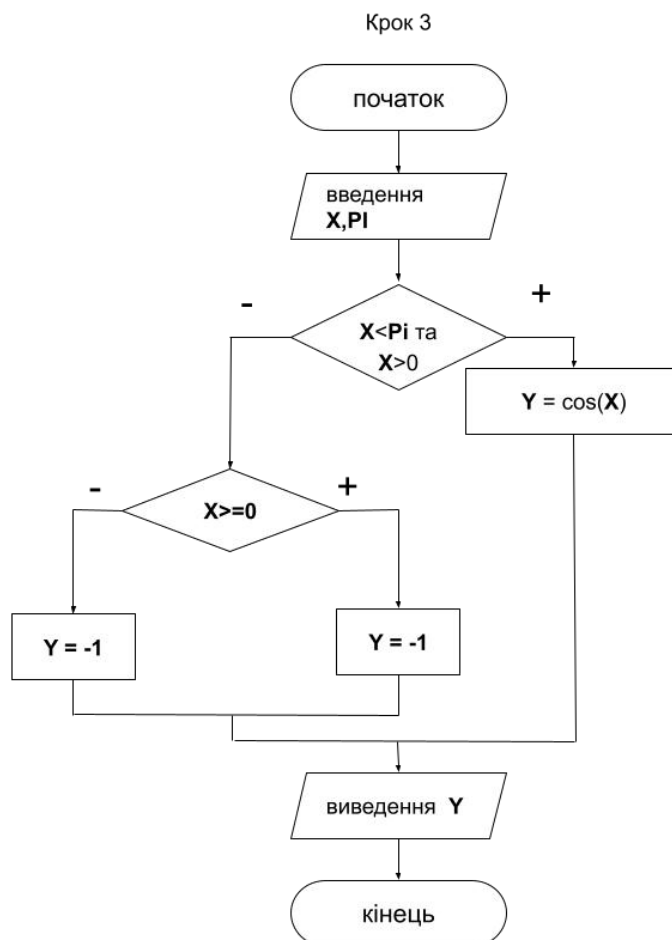 Крок 3
початок
введення
X,PI
-
+
X<Pi та
X>0
Y = cos(X)
-
+
X>=0
Y = -1
Y = -1
виведення Y
кінець